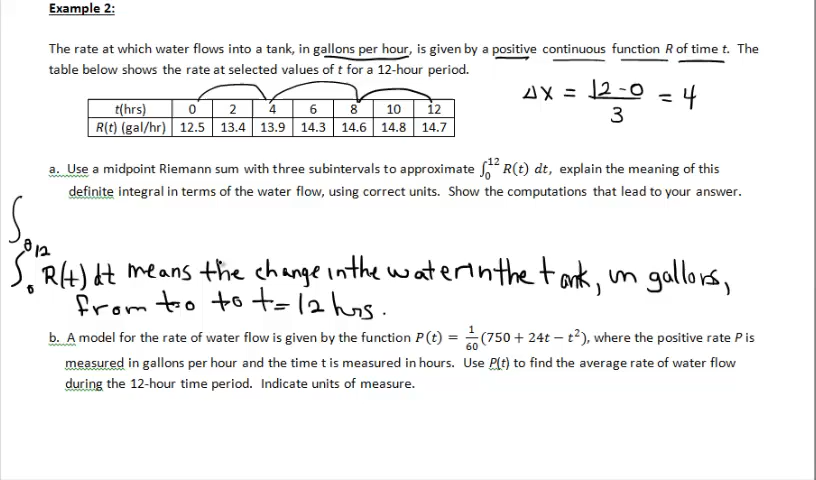 Example 2:
The rate at which water flows into a tank, in gallons per hour, is given by a positive continuous function R of time t. The
table below shows the rate at selected values of t for a 12-hour period.
Δx = 12-0/3 = 4
t(hrs) 0 2 4 6 8 10 12
R(t) (gal/hr) 12.5 13.4 13.9 14.3 14.6 14.8 14.7
a. Use a midpoint Riemann sum with three subintervals to approximate ∫₀¹² R(t) dt, explain the meaning of this
definite integral in terms of the water flow, using correct units. Show the computations that lead to your answer.
∫₀
∫₀¹² R(t) dt means the change in the water in the tank, in gallons,
from t=0 to t=12 hrs.
b. A model for the rate of water flow is given by the function P(t) = 1/60 (750 + 24t − t²), where the positive rate P is
measured in gallons per hour and the time t is measured in hours. Use P(t) to find the average rate of water flow
during the 12-hour time period. Indicate units of measure.